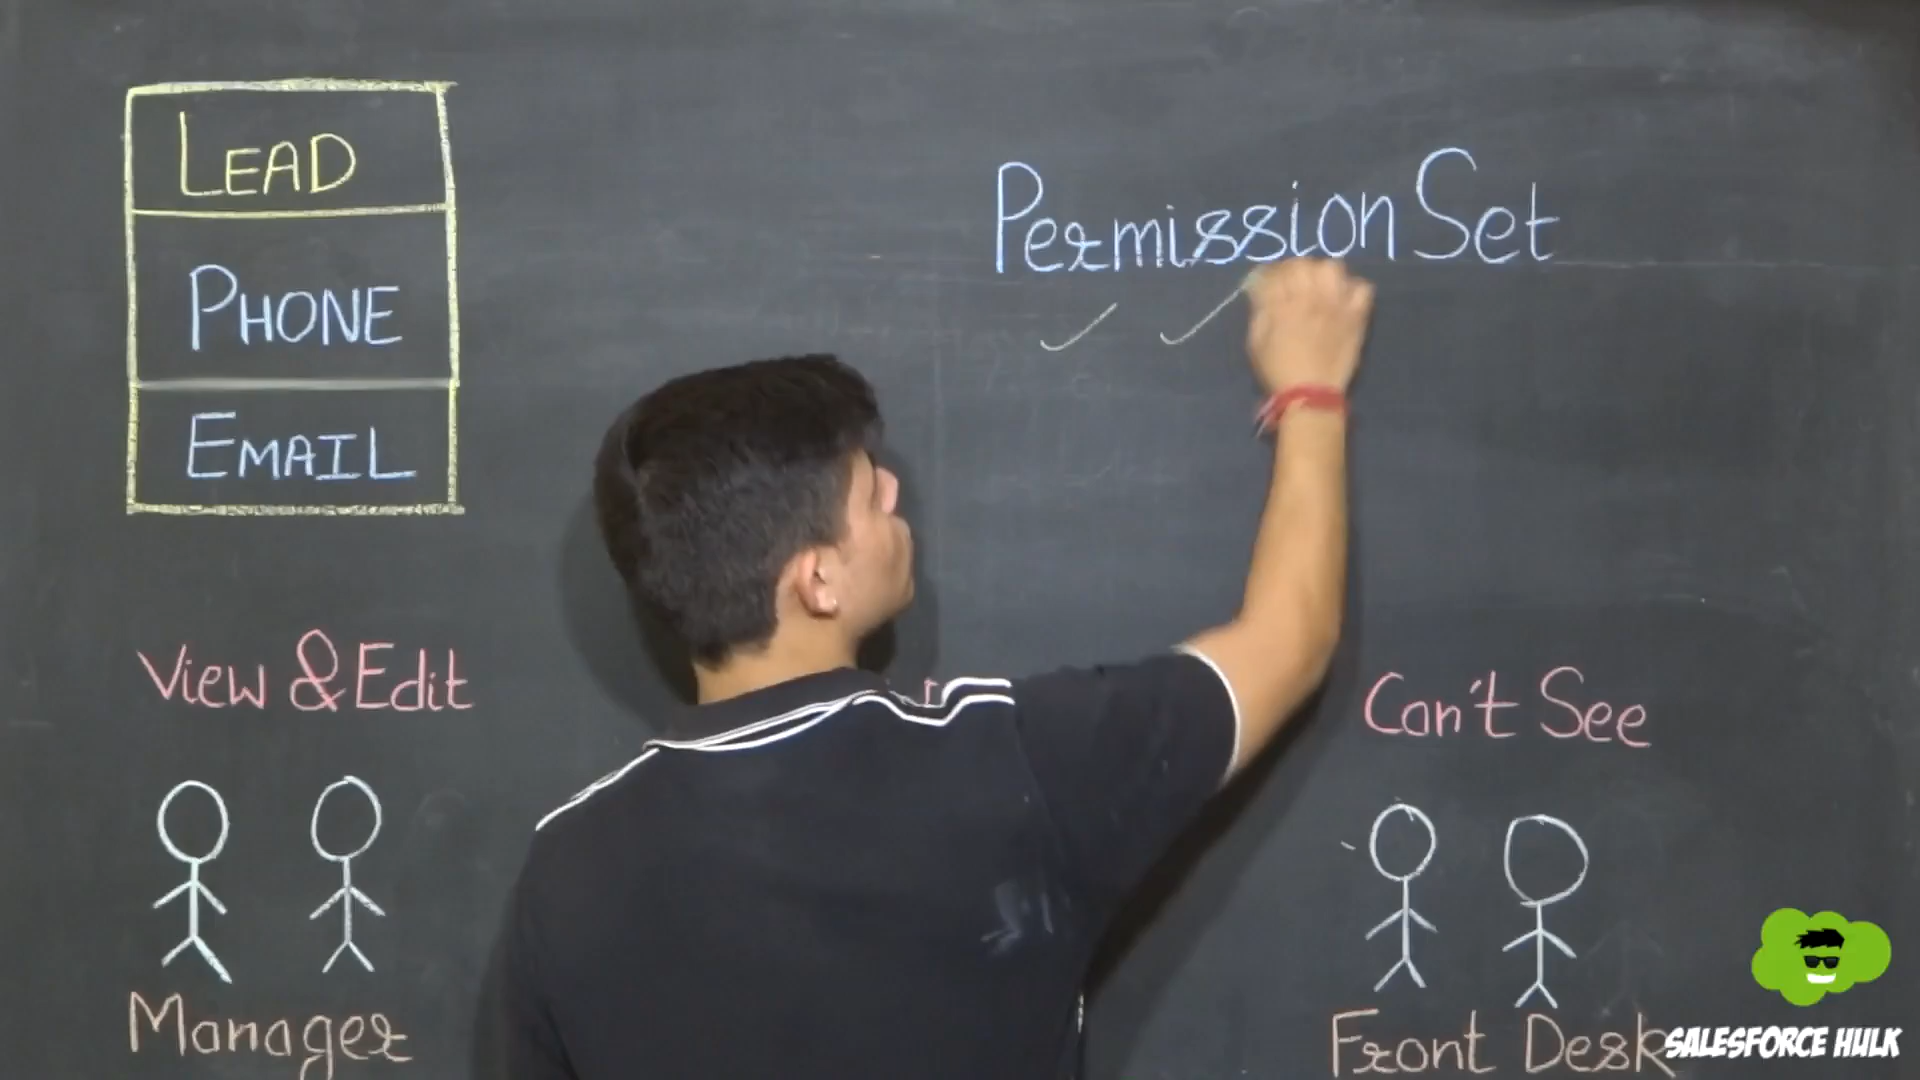 LEAD
PHONE
EMAIL
Permission Set
View & Edit
Can't See
Manager
Front Desk
SALESFORCE HULK